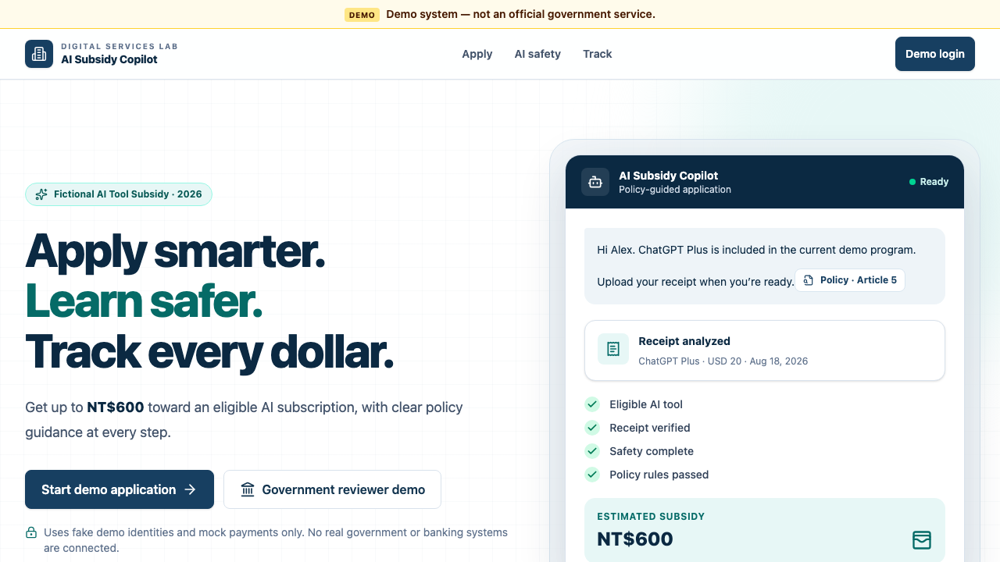 DEMO Demo system — not an official government service.
DIGITAL SERVICES LAB
AI Subsidy Copilot
Apply
AI safety
Track
Demo login
Fictional AI Tool Subsidy · 2026
Apply smarter.
Learn safer.
Track every dollar.
Get up to NT$600 toward an eligible AI subscription, with clear policy
guidance at every step.
Start demo application
Government reviewer demo
Uses fake demo identities and mock payments only. No real government or banking systems
are connected.
AI Subsidy Copilot
Policy-guided application
Ready
Hi Alex. ChatGPT Plus is included in the current demo program.
Upload your receipt when you’re ready. Policy · Article 5
Receipt analyzed
ChatGPT Plus · USD 20 · Aug 18, 2026
Eligible AI tool
Receipt verified
Safety complete
Policy rules passed
ESTIMATED SUBSIDY
NT$600